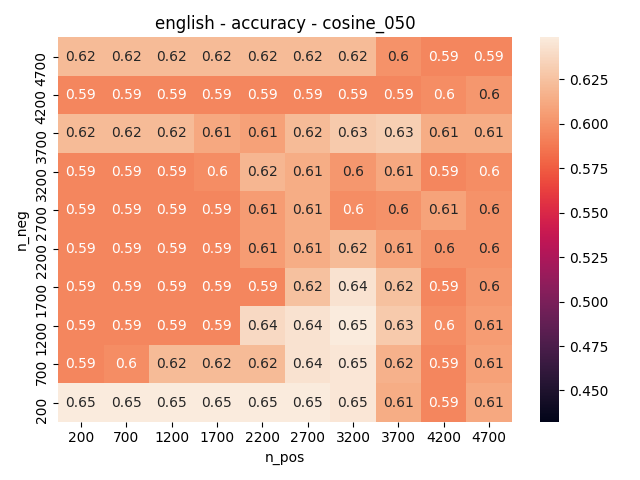 english - accuracy - cosine_050
n_neg
4700 0.62 0.62 0.62 0.62 0.62 0.62 0.62 0.6 0.59 0.59
4200 0.59 0.59 0.59 0.59 0.59 0.59 0.59 0.59 0.6 0.6
3700 0.62 0.62 0.62 0.61 0.61 0.62 0.63 0.63 0.61 0.61
3200 0.59 0.59 0.59 0.6 0.62 0.61 0.6 0.61 0.59 0.6
2700 0.59 0.59 0.59 0.59 0.61 0.61 0.6 0.6 0.61 0.6
2200 0.59 0.59 0.59 0.59 0.61 0.61 0.62 0.61 0.6 0.6
1700 0.59 0.59 0.59 0.59 0.59 0.62 0.64 0.62 0.59 0.6
1200 0.59 0.59 0.59 0.59 0.64 0.64 0.65 0.63 0.6 0.61
700 0.59 0.6 0.62 0.62 0.62 0.64 0.65 0.62 0.59 0.61
200 0.65 0.65 0.65 0.65 0.65 0.65 0.65 0.61 0.59 0.61
200 700 1200 1700 2200 2700 3200 3700 4200 4700
n_pos
0.625
0.600
0.575
0.550
0.525
0.500
0.475
0.450